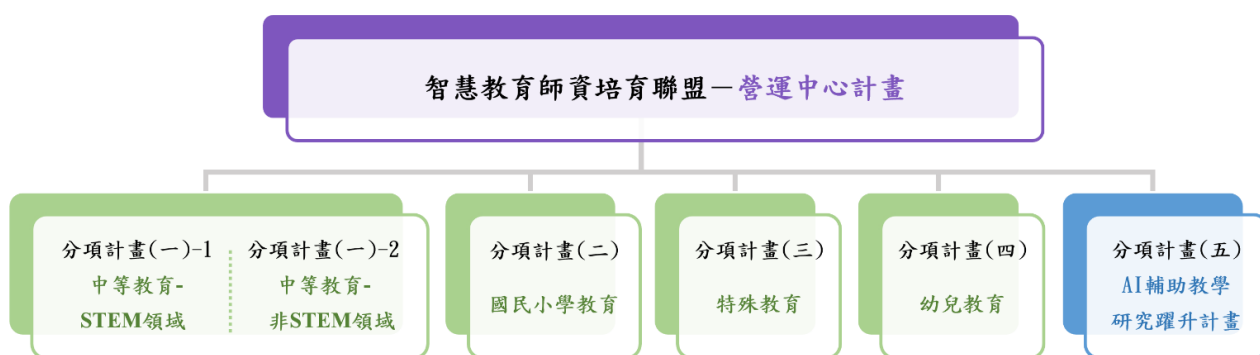 智慧教育師資培育聯盟－營運中心計畫
分項計畫(一)-1
中等教育-
STEM領域
分項計畫(一)-2
中等教育-
非STEM領域
分項計畫(二)
國民小學教育
分項計畫(三)
特殊教育
分項計畫(四)
幼兒教育
分項計畫(五)
AI輔助教學
研究躍升計畫